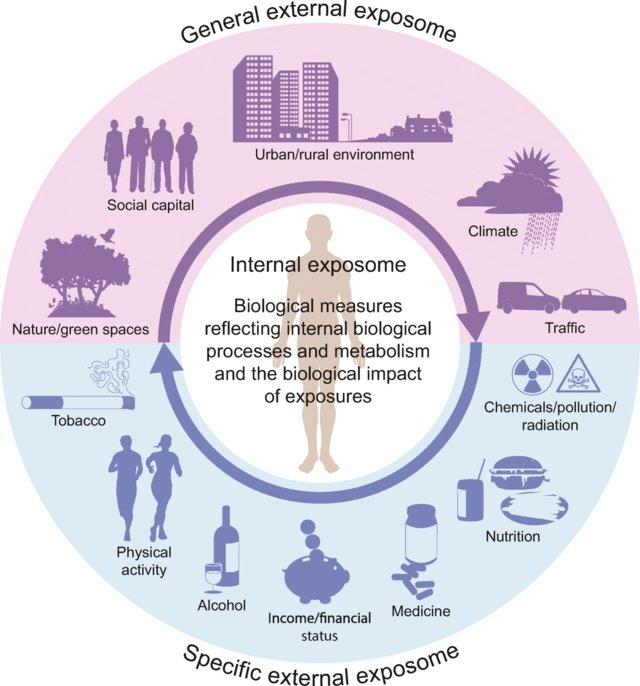 General external exposome
Urban/rural environment
Social capital
Climate
Nature/green spaces
Traffic
Internal exposome
Biological measures
reflecting internal biological
processes and metabolism
and the biological impact
of exposures
Tobacco
Chemicals/pollution/
radiation
Physical
activity
Nutrition
Alcohol
Income/financial
status
Medicine
Specific external exposome